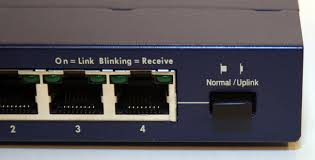 On = Link Blinking = Receive
Normal / Uplink
2 3 4